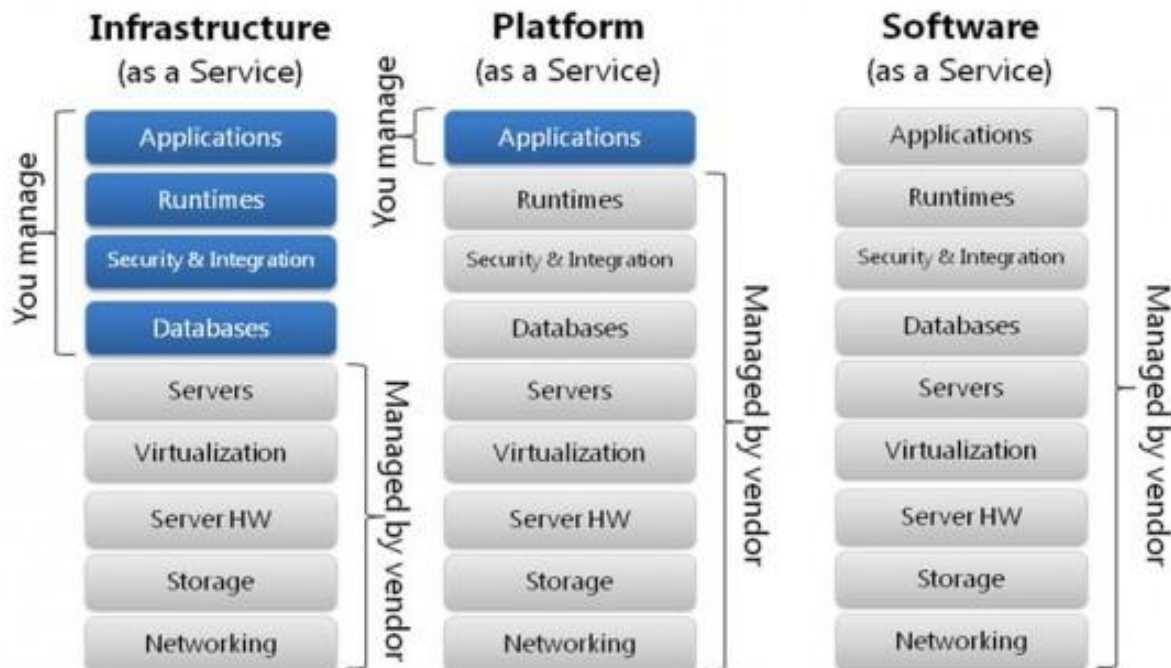 Infrastructure
(as a Service)
You manage
Applications
Runtimes
Security & Integration
Databases
Servers
Virtualization
Server HW
Storage
Networking
Managed by vendor
Platform
(as a Service)
You manage
Applications
Runtimes
Security & Integration
Databases
Servers
Virtualization
Server HW
Storage
Networking
Managed by vendor
Software
(as a Service)
Applications
Runtimes
Security & Integration
Databases
Servers
Virtualization
Server HW
Storage
Networking
Managed by vendor